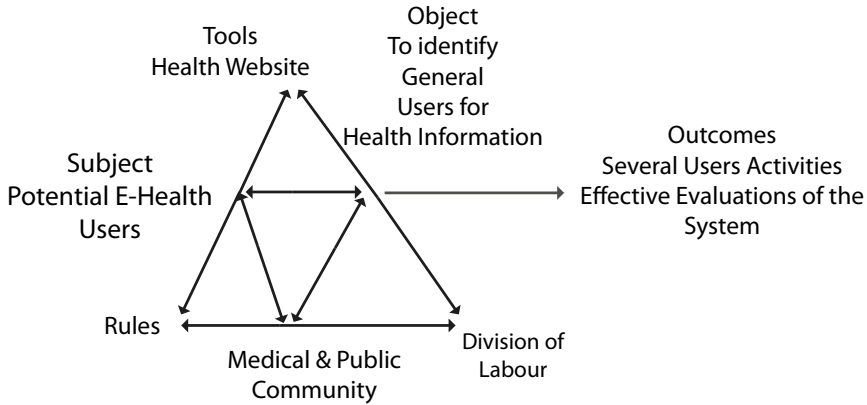 Tools
Health Website
Object
To identify
General
Users for
Health Information
Subject
Potential E-Health
Users
Outcomes
Several Users Activities
Effective Evaluations of the
System
Rules
Medical & Public
Community
Division of
Labour